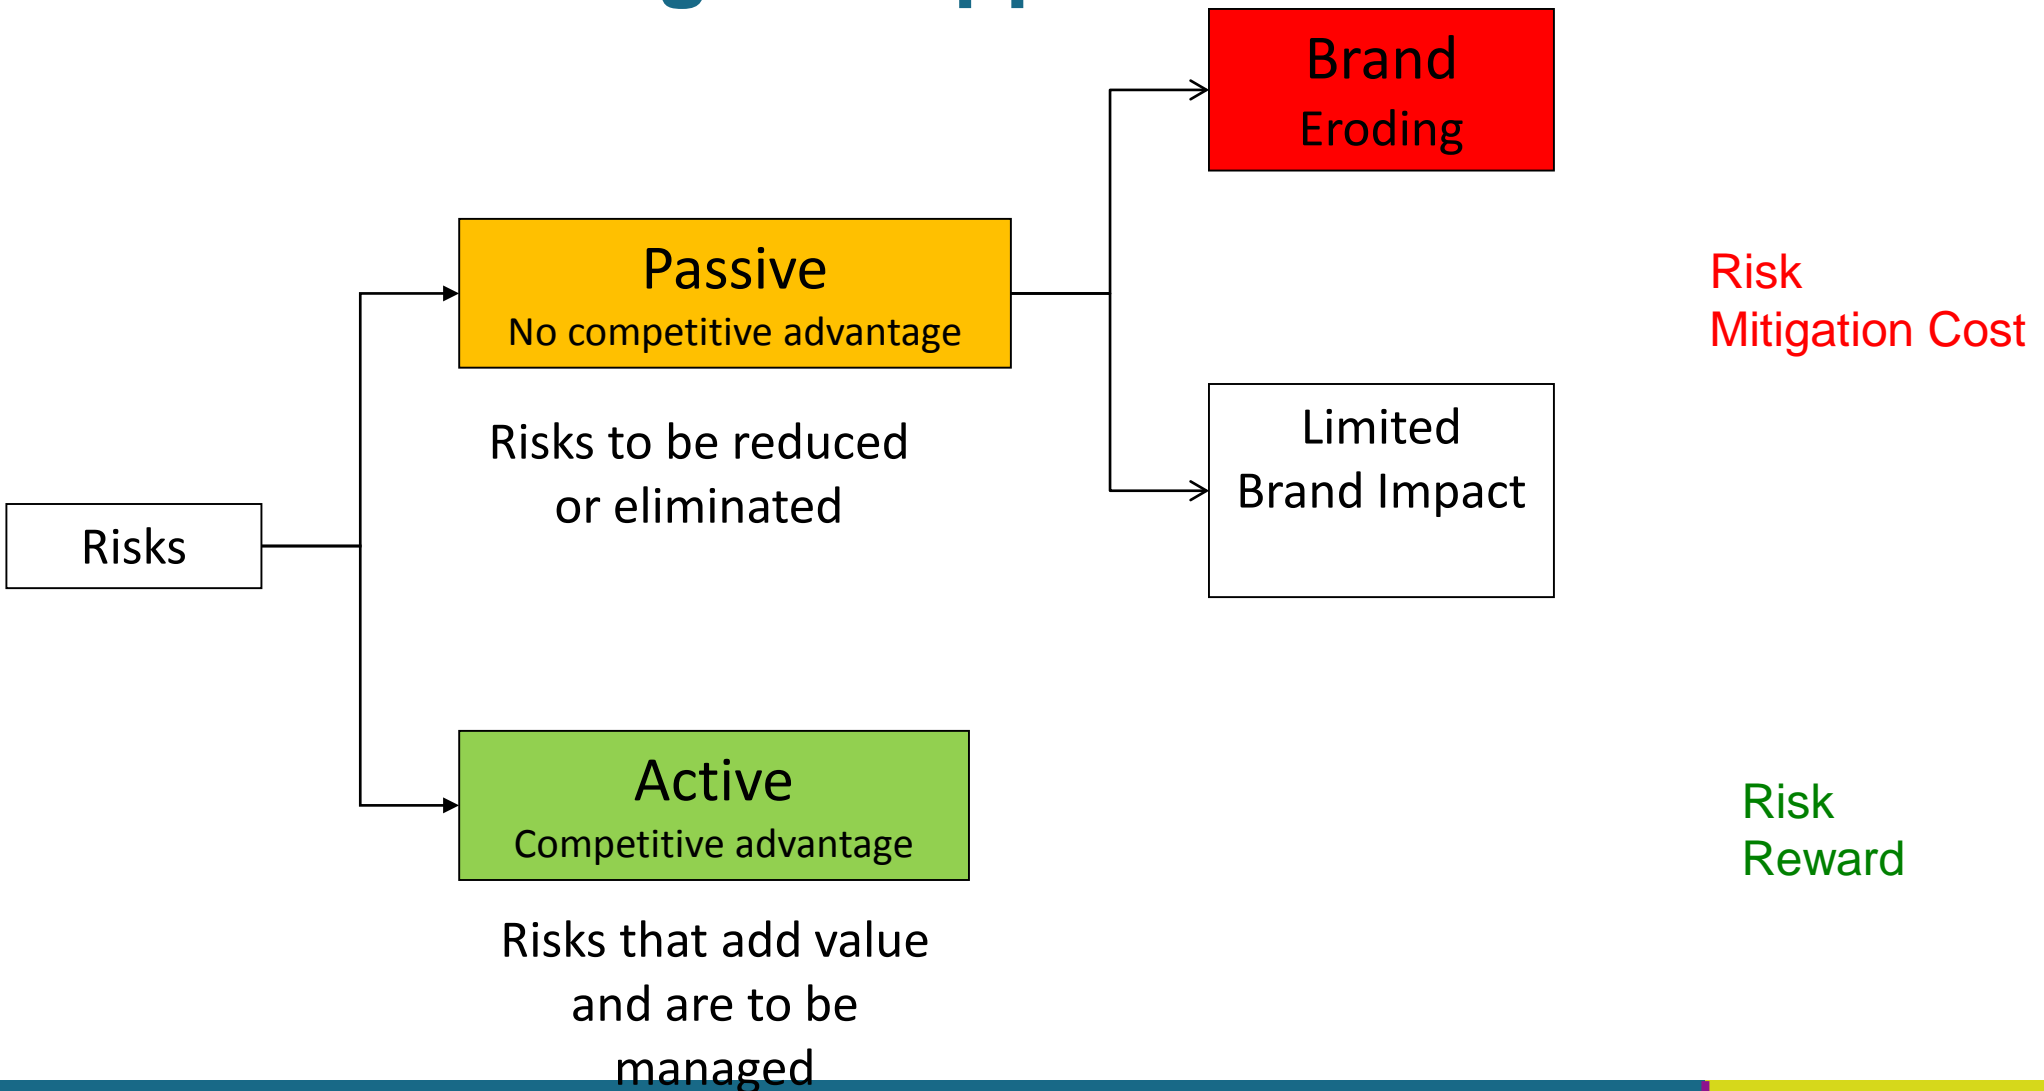 Brand
Eroding
Passive
No competitive advantage
Risk
Mitigation Cost
Risks to be reduced
or eliminated
Limited
Brand Impact
Risks
Active
Competitive advantage
Risk
Reward
Risks that add value
and are to be
managed